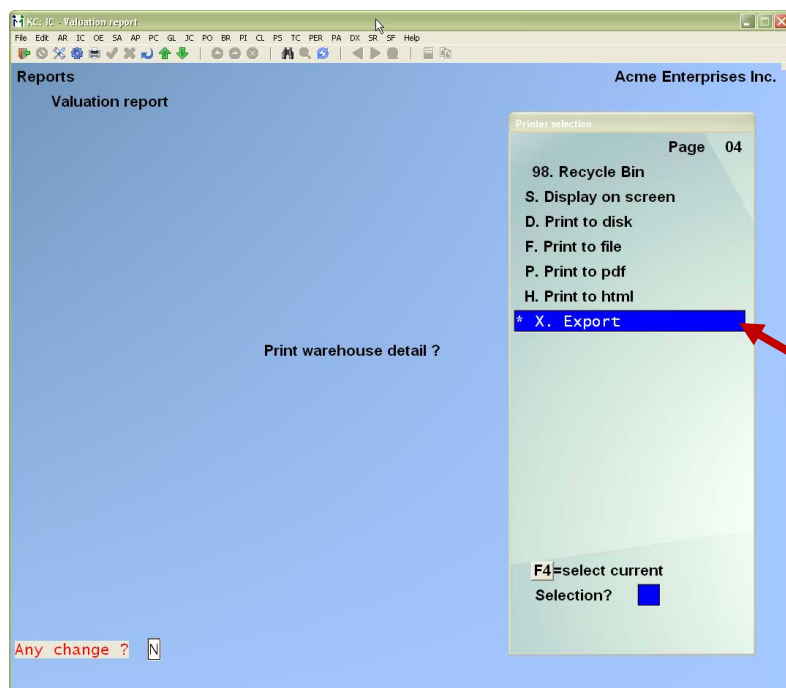 KC: IC - Valuation report
File Edit AR IC OE SA AP PC GL JC PO BR PI CL PS TC PER PA DX SR SF Help
Reports
Acme Enterprises Inc.
Valuation report
Printer selection
Page 04
98. Recycle Bin
S. Display on screen
D. Print to disk
F. Print to file
P. Print to pdf
H. Print to html
* X. Export
Print warehouse detail ?
F4=select current
Selection?
Any change ? N